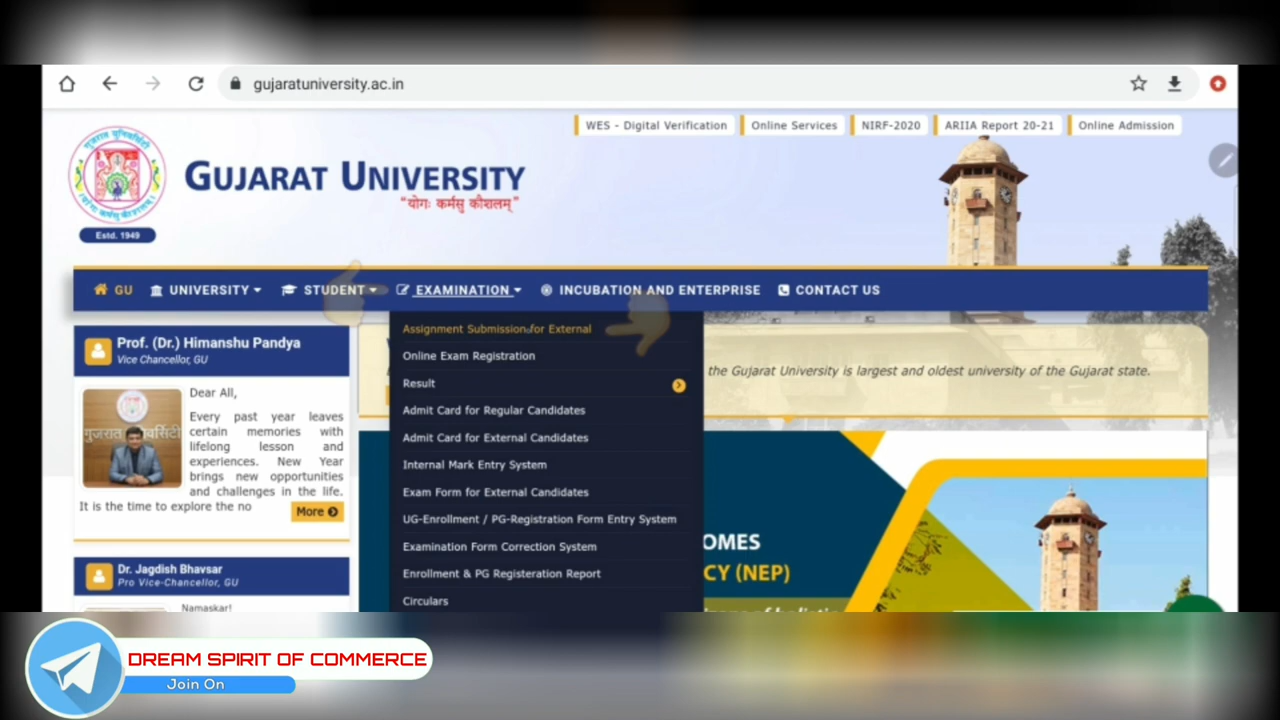 gujaratuniversity.ac.in
WES - Digital Verification
Online Services
NIRF-2020
ARIIA Report 20-21
Online Admission
गुजरात युनिवर्सिटी
योगः कर्मसु कौशलम्
Estd. 1949
GUJARAT UNIVERSITY
"योगः कर्मसु कौशलम्"
GU
UNIVERSITY
STUDENT
EXAMINATION
INCUBATION AND ENTERPRISE
CONTACT US
Prof. (Dr.) Himanshu Pandya
Vice Chancellor, GU
Dear All,
Every past year leaves
certain memories with
lifelong lesson and
experiences. New Year
brings new opportunities
and challenges in the life.
It is the time to explore the no
More
Dr. Jagdish Bhavsar
Pro Vice-Chancellor, GU
Namaskar!
Assignment Submission for External
Online Exam Registration
Result
Admit Card for Regular Candidates
Admit Card for External Candidates
Internal Mark Entry System
Exam Form for External Candidates
UG-Enrollment / PG-Registration Form Entry System
Examination Form Correction System
Enrollment & PG Registeration Report
Circulars
the Gujarat University is largest and oldest university of the Gujarat state.
OMES
CY (NEP)
DREAM SPIRIT OF COMMERCE
Join On